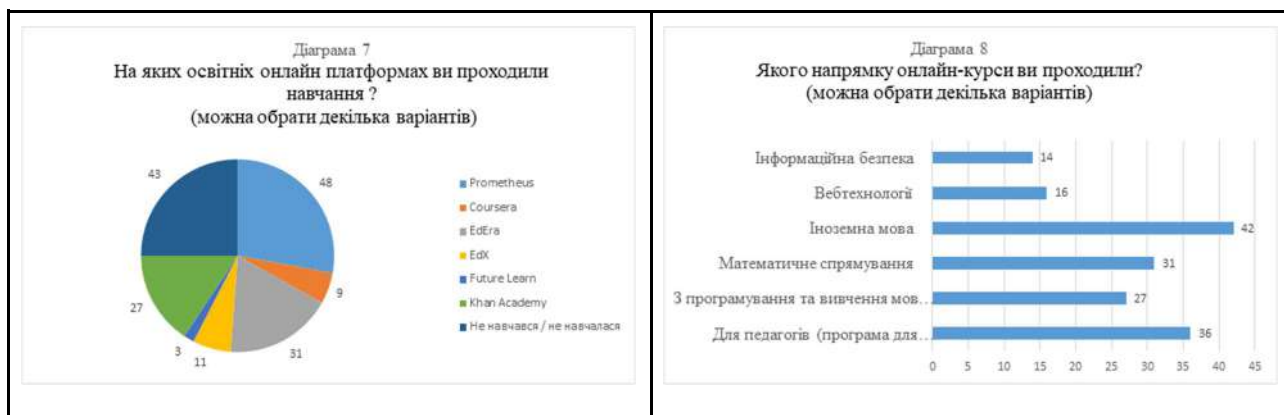 Діаграма 7
На яких освітніх онлайн платформах ви проходили
навчання ?
(можна обрати декілька варіантів)
43
48
9
31
11
3
27
Prometheus
Coursera
EdEra
EdX
Future Learn
Khan Academy
Не навчався / не навчалася
Діаграма 8
Якого напрямку онлайн-курси ви проходили?
(можна обрати декілька варіантів)
Інформаційна безпека 14
Вебтехнології 16
Іноземна мова 42
Математичне спрямування 31
З програмування та вивчення мов… 27
Для педагогів (програма для… 36
0 5 10 15 20 25 30 35 40 45